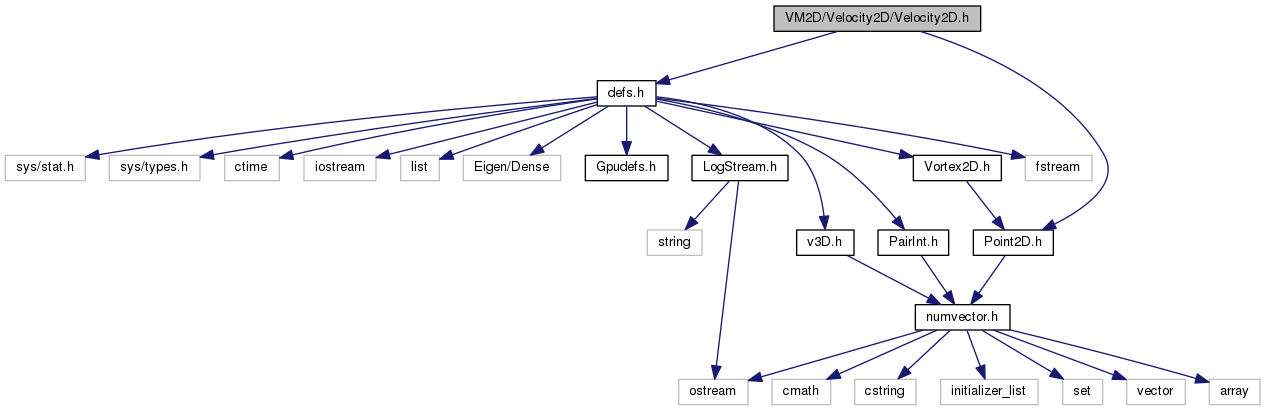 VM2D/Velocity2D/Velocity2D.h
defs.h
sys/stat.h
sys/types.h
ctime
iostream
list
Eigen/Dense
Gpudefs.h
LogStream.h
Vortex2D.h
fstream
string
v3D.h
PairInt.h
Point2D.h
numvector.h
ostream
cmath
cstring
initializer_list
set
vector
array